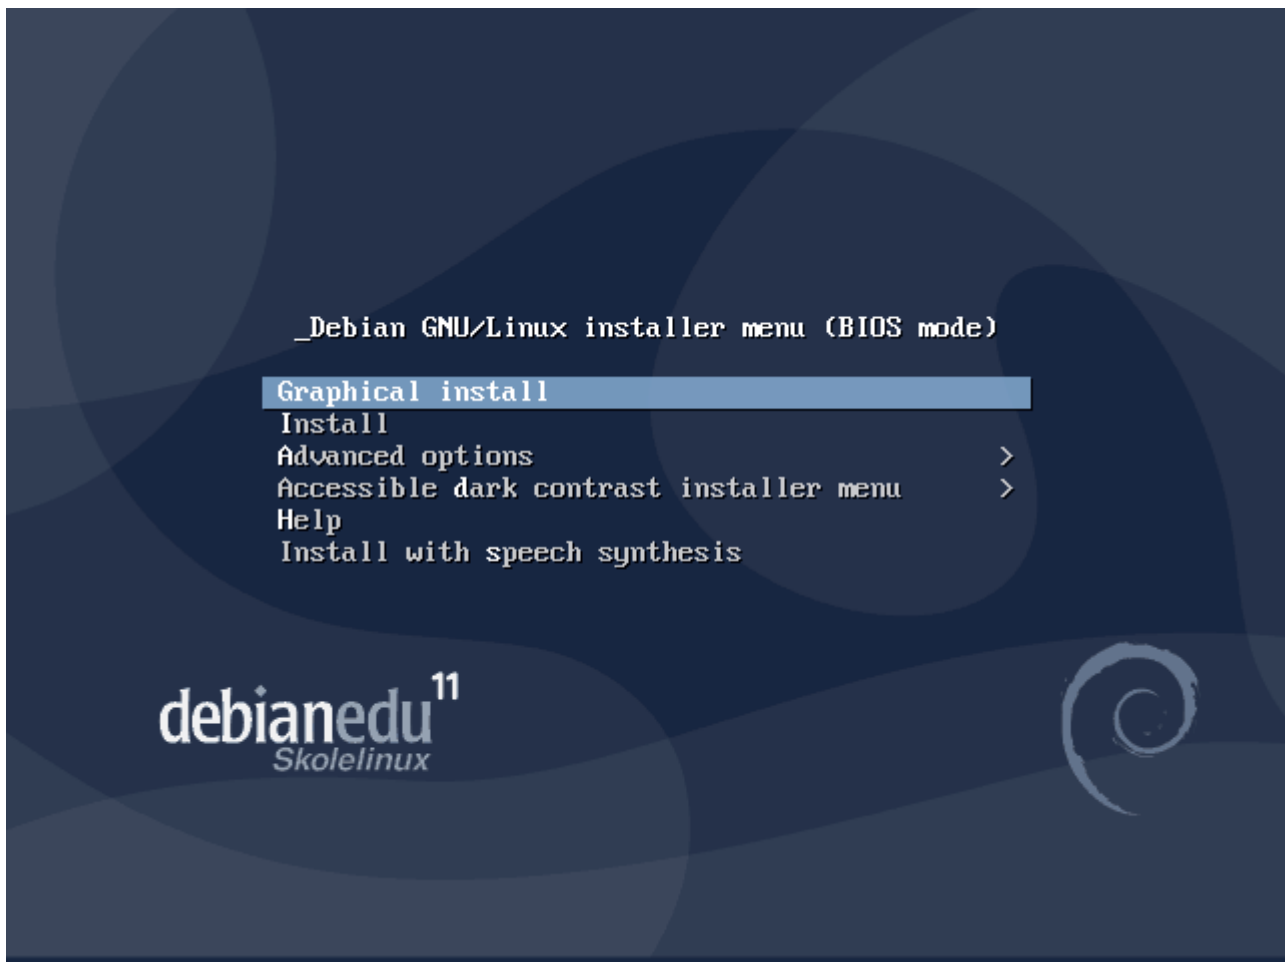 _Debian GNU/Linux installer menu (BIOS mode)
Graphical install
Install
Advanced options >
Accessible dark contrast installer menu >
Help
Install with speech synthesis
debianedu 11
Skolelinux